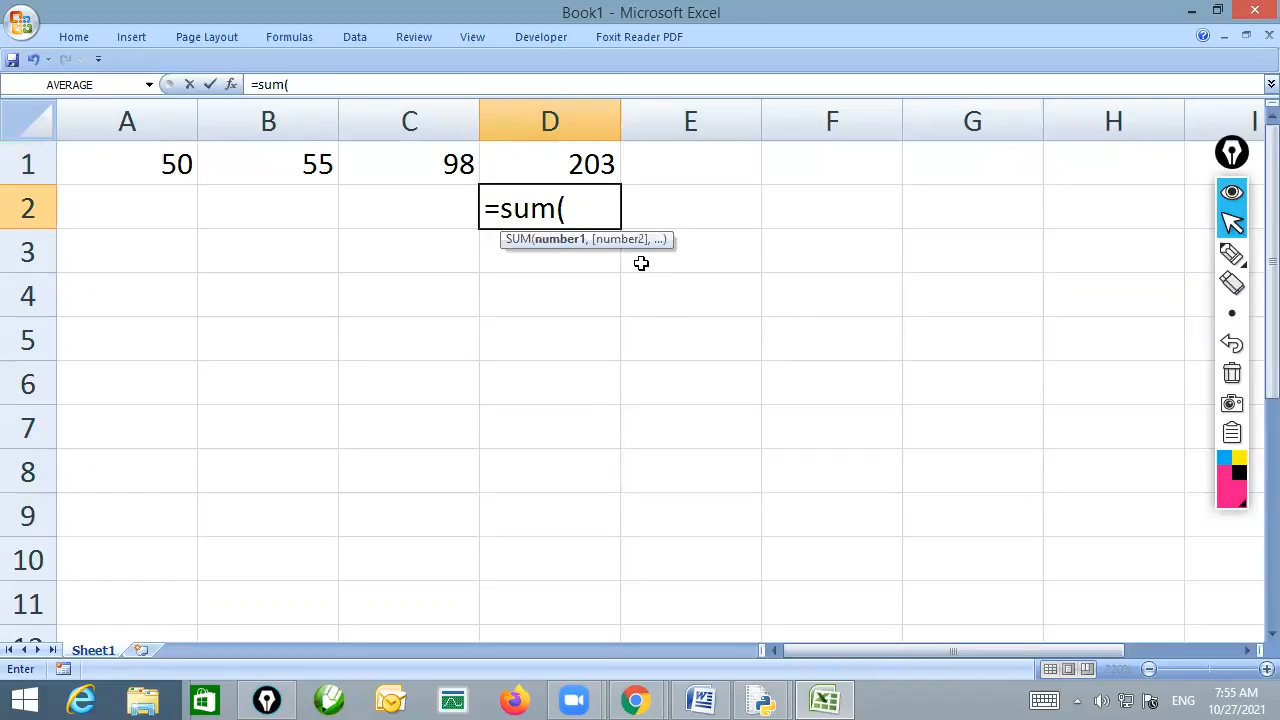 Book1 - Microsoft Excel
Home Insert Page Layout Formulas Data Review View Developer Foxit Reader PDF
AVERAGE fx =sum(
A B C D E F G H I
1 50 55 98 203
2 =sum(
SUM(number1, [number2], ...)
3
4
5
6
7
8
9
10
11
Sheet1
Enter
ENG
7:55 AM
10/27/2021